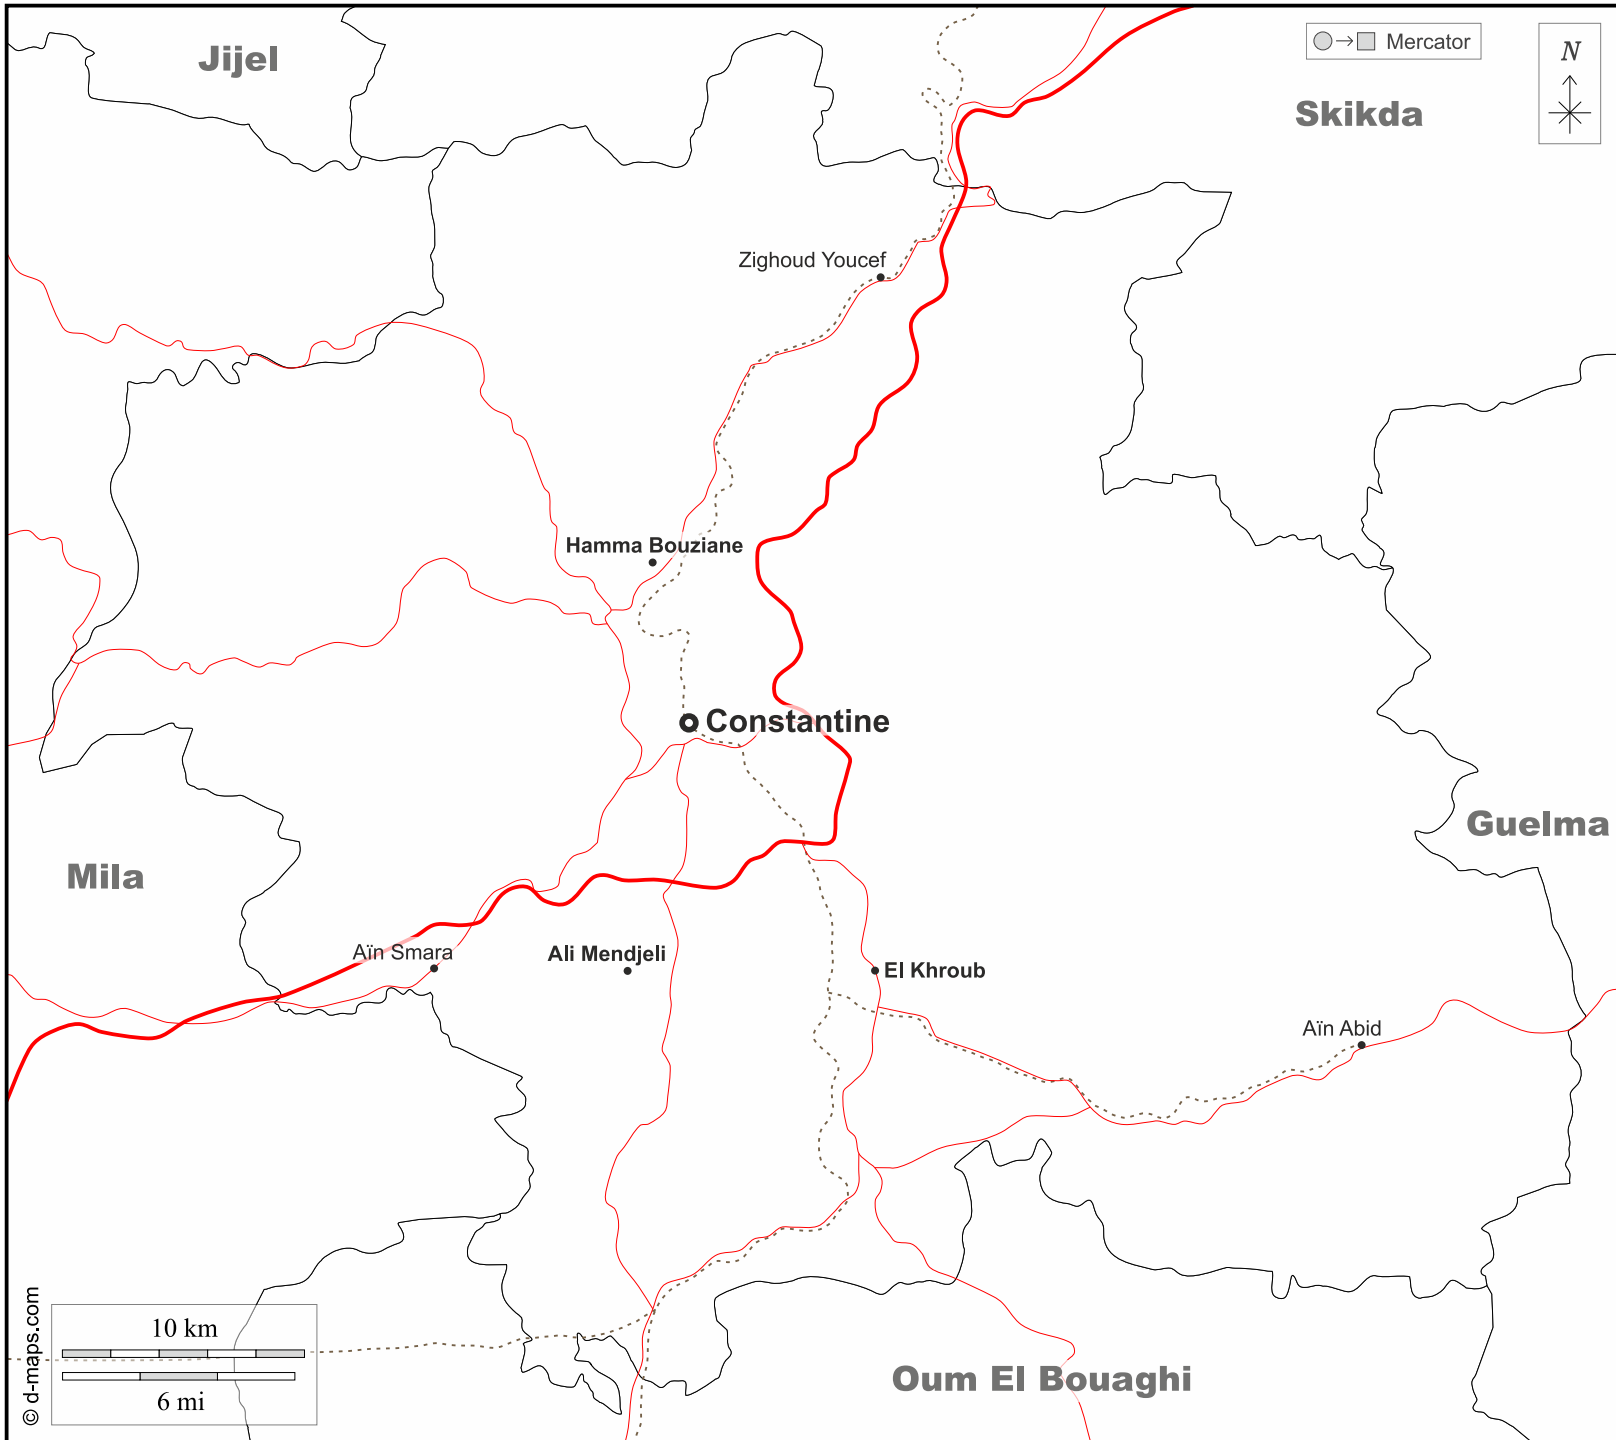 Jijel
Mercator
N
Skikda
Zighoud Youcef
Hamma Bouziane
Constantine
Guelma
Mila
Aïn Smara
Ali Mendjeli
El Khroub
Aïn Abid
10 km
6 mi
Oum El Bouaghi
© d-maps.com